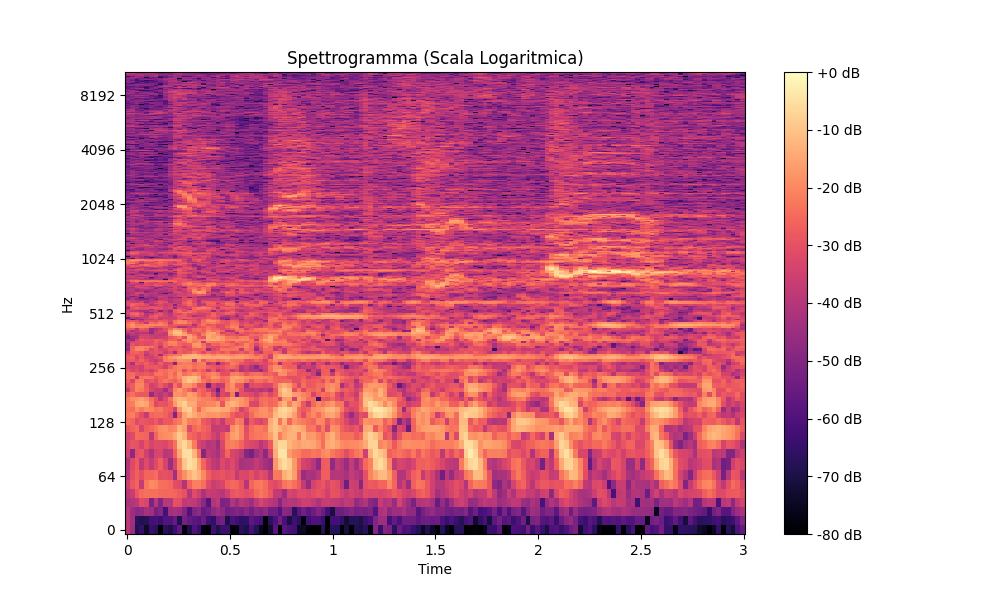 Spettrogramma (Scala Logaritmica)
Hz
8192
4096
2048
1024
512
256
128
64
0
0 0.5 1 1.5 2 2.5 3
Time
+0 dB
-10 dB
-20 dB
-30 dB
-40 dB
-50 dB
-60 dB
-70 dB
-80 dB